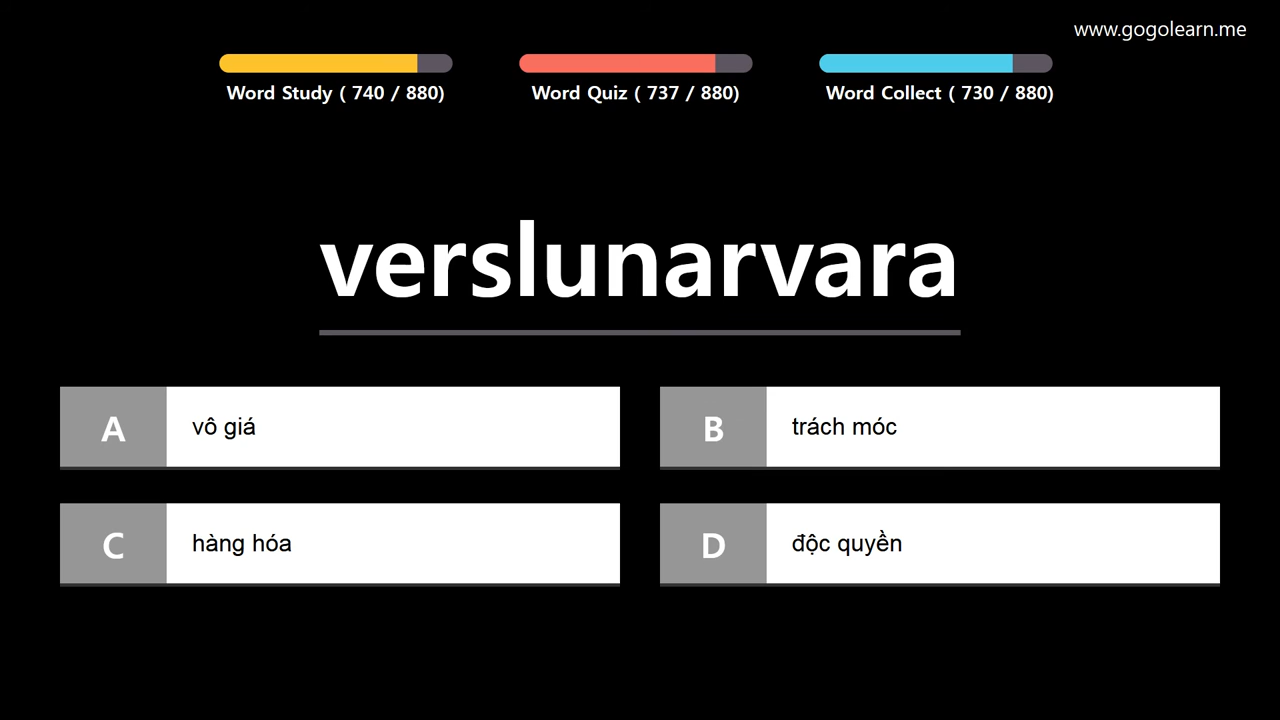 www.gogolearn.me
Word Study ( 740 / 880)
Word Quiz ( 737 / 880)
Word Collect ( 730 / 880)
verslunarvara
A vô giá
B trách móc
C hàng hóa
D độc quyền